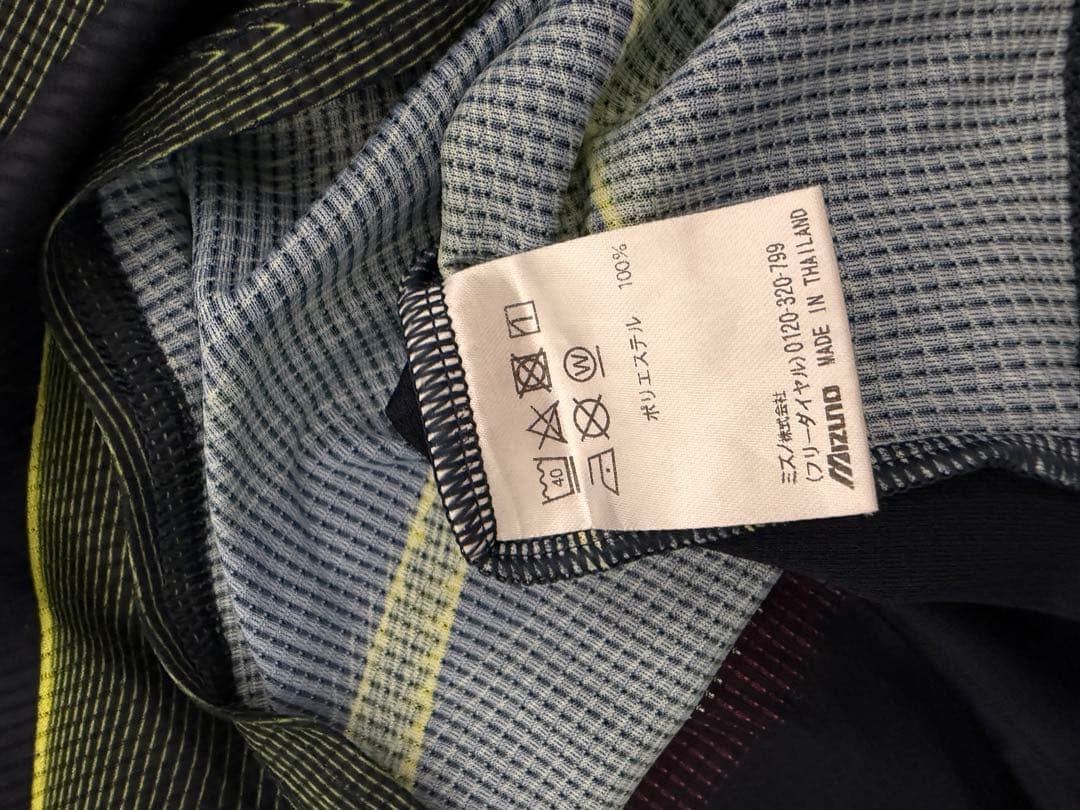 40
W
ポリエステル 100%
ミズノ株式会社
(フリーダイヤル)0120-320-799
MIZUNO MADE IN THAILAND